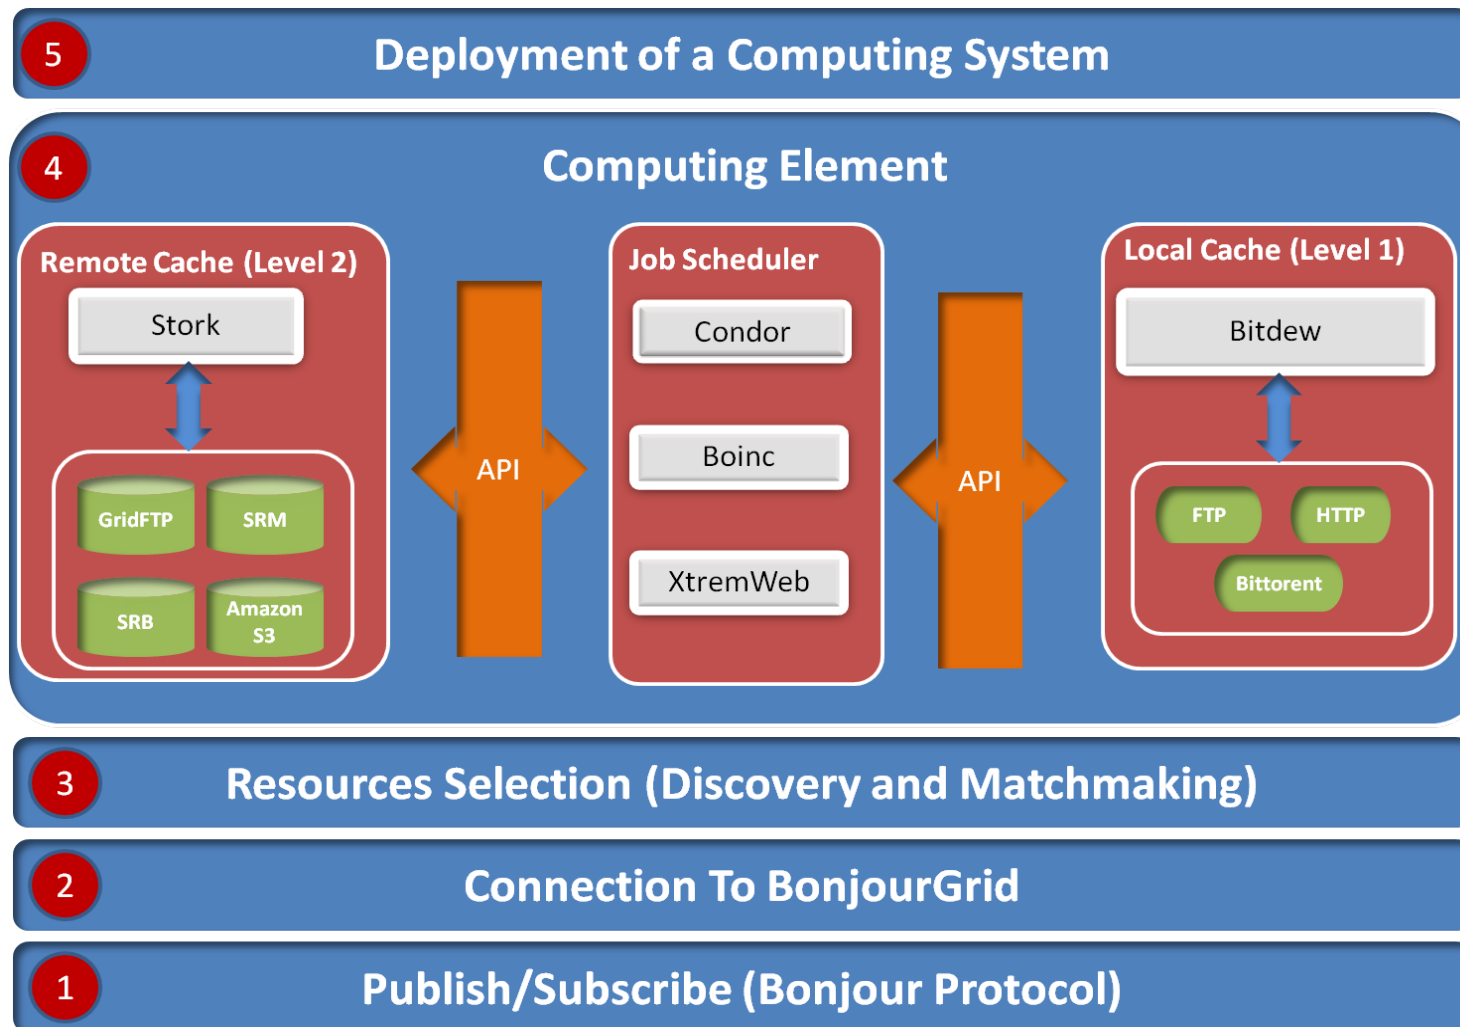 5
Deployment of a Computing System
4
Computing Element
Remote Cache (Level 2)
Stork
GridFTP
SRM
SRB
Amazon
S3
API
Job Scheduler
Condor
Boinc
XtremWeb
API
Local Cache (Level 1)
Bitdew
FTP
HTTP
Bittorent
3
Resources Selection (Discovery and Matchmaking)
2
Connection To BonjourGrid
1
Publish/Subscribe (Bonjour Protocol)